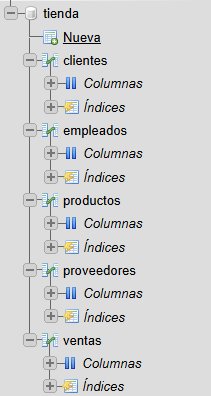 tienda
Nueva
clientes
Columnas
Índices
empleados
Columnas
Índices
productos
Columnas
Índices
proveedores
Columnas
Índices
ventas
Columnas
Índices